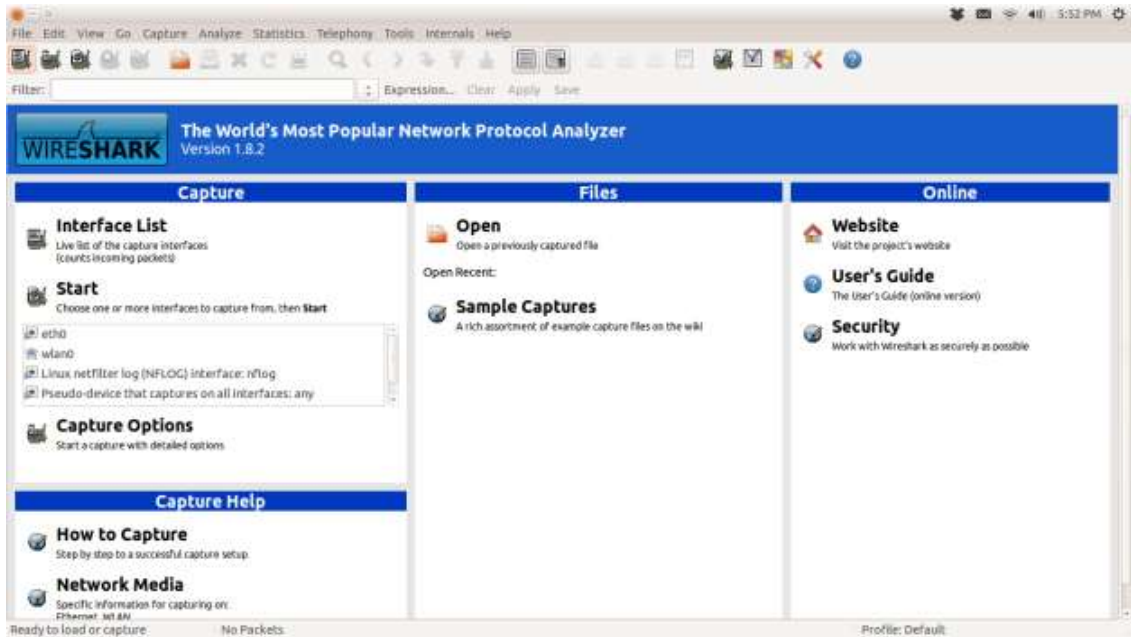 5:52 PM
File Edit View Go Capture Analyze Statistics Telephony Tools Internals Help
Filter: Expression... Clear Apply Save
WIRESHARK
The World's Most Popular Network Protocol Analyzer
Version 1.8.2
Capture
Interface List
Live list of the capture interfaces
(counts incoming packets)
Start
Choose one or more interfaces to capture from, then Start
eth0
wlan0
Linux netfilter log (NFLOG) interface: nflog
Pseudo-device that captures on all interfaces: any
Capture Options
Start a capture with detailed options
Capture Help
How to Capture
Step by step to a successful capture setup
Network Media
Specific information for capturing on:
Ethernet, WLAN
Files
Open
Open a previously captured file
Open Recent:
Sample Captures
A rich assortment of example capture files on the wiki
Online
Website
Visit the project's website
User's Guide
The User's Guide (online version)
Security
Work with Wireshark as securely as possible
Ready to load or capture No Packets Profile: Default